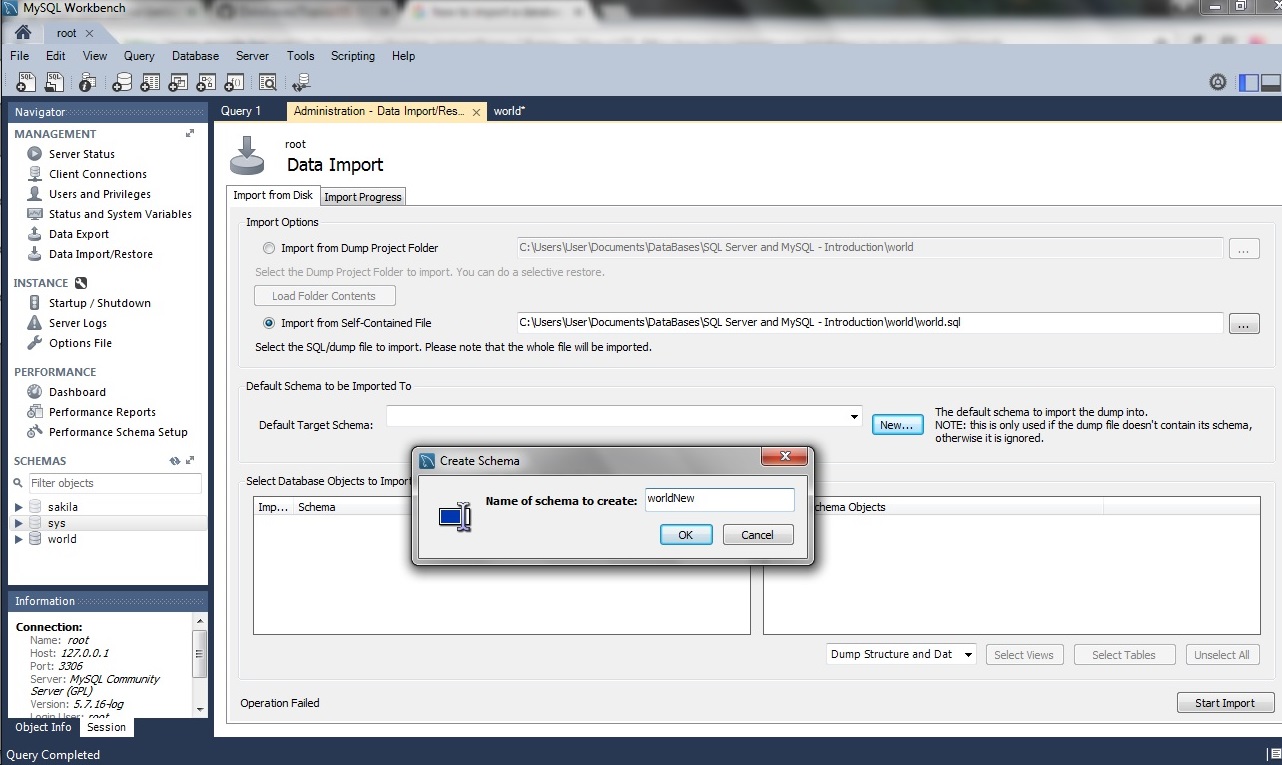 MySQL Workbench
root
File Edit View Query Database Server Tools Scripting Help
Navigator
MANAGEMENT
Server Status
Client Connections
Users and Privileges
Status and System Variables
Data Export
Data Import/Restore
INSTANCE
Startup / Shutdown
Server Logs
Options File
PERFORMANCE
Dashboard
Performance Reports
Performance Schema Setup
SCHEMAS
Filter objects
sakila
sys
world
Information
Connection:
Name: root
Host: 127.0.0.1
Port: 3306
Server: MySQL Community
Server (GPL)
Version: 5.7.16-log
Login User: root
Object Info Session
Query Completed
Query 1 Administration - Data Import/Res... world*
root
Data Import
Import from Disk Import Progress
Import Options
Import from Dump Project Folder C:\Users\User\Documents\DataBases\SQL Server and MySQL - Introduction\world ...
Select the Dump Project Folder to import. You can do a selective restore.
Load Folder Contents
Import from Self-Contained File C:\Users\User\Documents\DataBases\SQL Server and MySQL - Introduction\world\world.sql ...
Select the SQL/dump file to import. Please note that the whole file will be imported.
Default Schema to be Imported To
Default Target Schema: New...
The default schema to import the dump into.
NOTE: this is only used if the dump file doesn't contain its schema,
otherwise it is ignored.
Select Database Objects to Import
Imp... Schema chema Objects
Create Schema
Name of schema to create: worldNew
OK Cancel
Dump Structure and Dat Select Views Select Tables Unselect All
Operation Failed Start Import